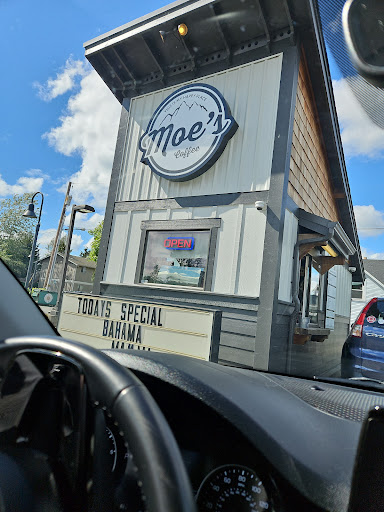 Moe's
Coffee
OPEN
TODAYS SPECIAL
BAHAMA